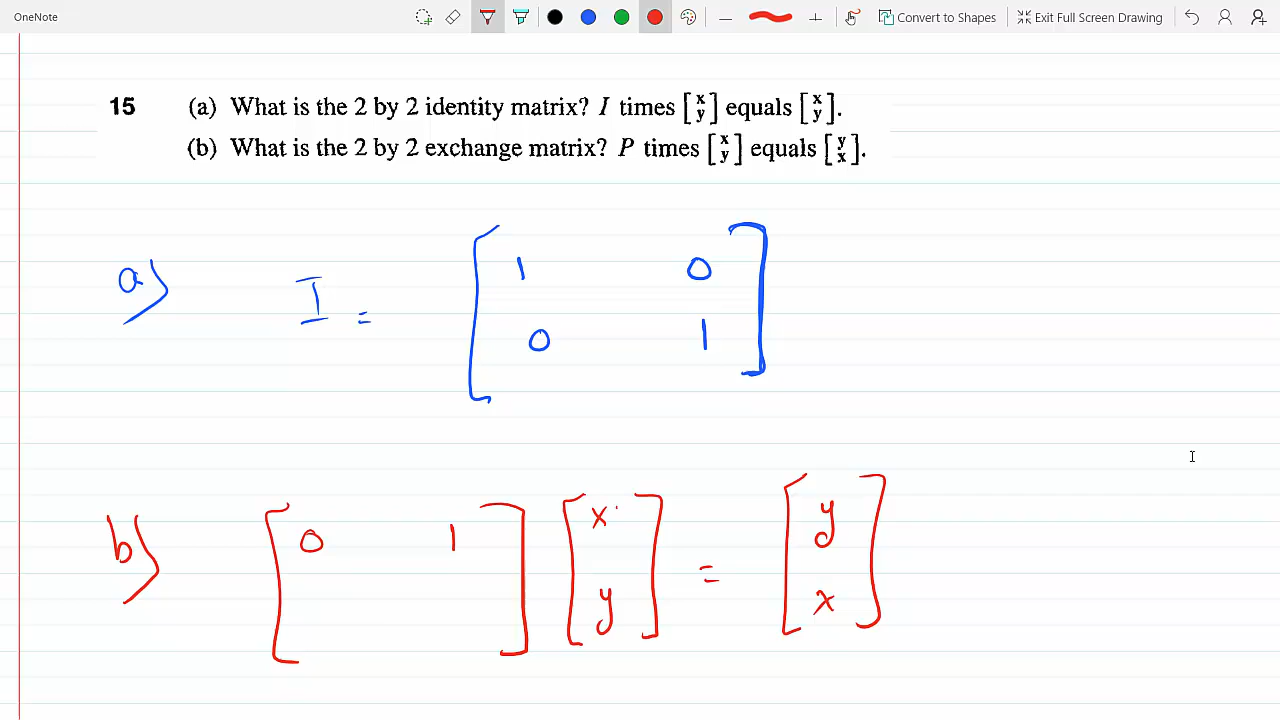 OneNote
Convert to Shapes Exit Full Screen Drawing
15 (a) What is the 2 by 2 identity matrix? I times [x y] equals [x y].
(b) What is the 2 by 2 exchange matrix? P times [x y] equals [y x].
a) I = [1 0
0 1]
b) [0 1] [x y] = [y x]